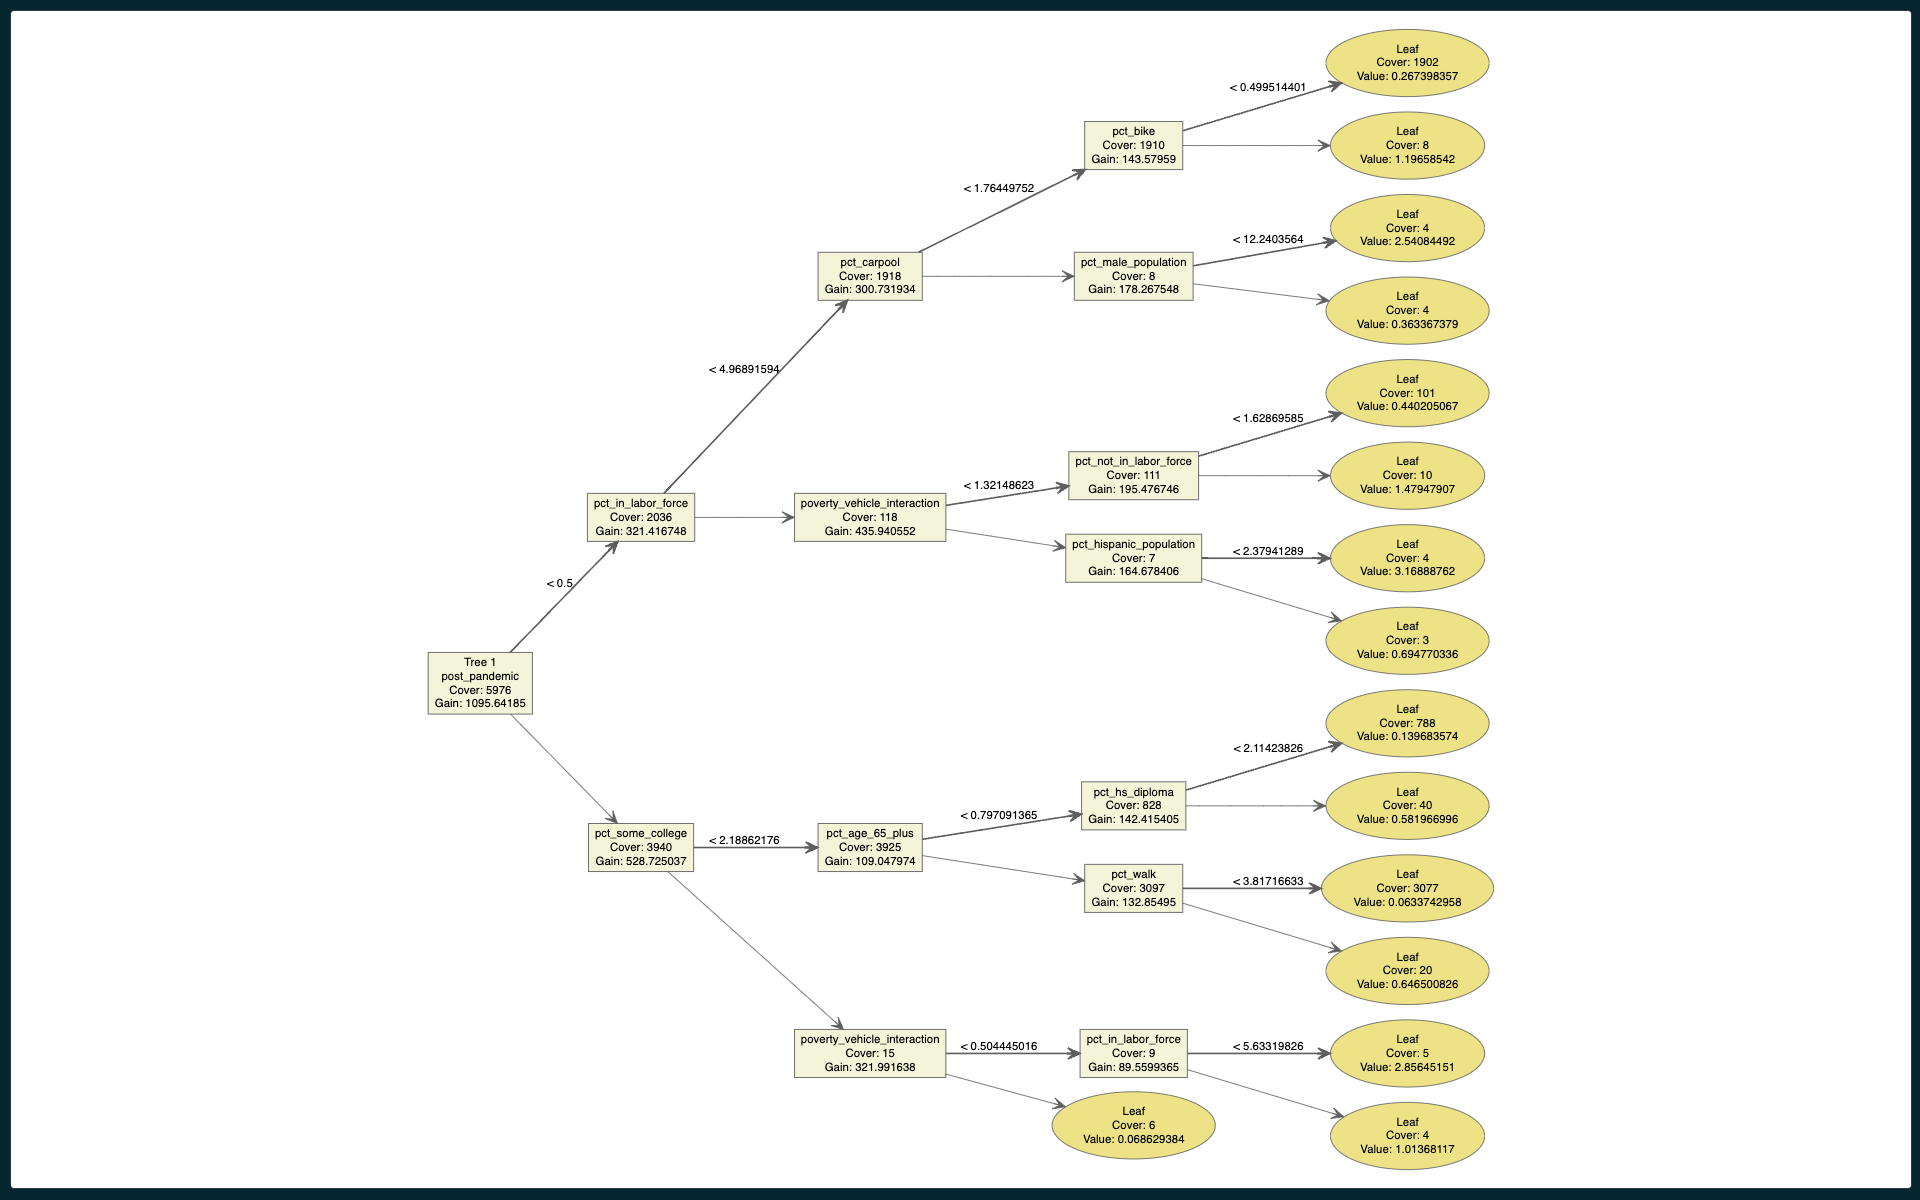 Tree 1
post_pandemic
Cover: 5976
Gain: 1095.64185
< 0.5
pct_in_labor_force
Cover: 2036
Gain: 321.416748
< 4.96891594
pct_carpool
Cover: 1918
Gain: 300.731934
< 1.76449752
pct_bike
Cover: 1910
Gain: 143.57959
< 0.499514401
Leaf
Cover: 1902
Value: 0.267398357
Leaf
Cover: 8
Value: 1.19658542
pct_male_population
Cover: 8
Gain: 178.267548
< 12.2403564
Leaf
Cover: 4
Value: 2.54084492
Leaf
Cover: 4
Value: 0.363367379
poverty_vehicle_interaction
Cover: 118
Gain: 435.940552
< 1.32148623
pct_not_in_labor_force
Cover: 111
Gain: 195.476746
< 1.62869585
Leaf
Cover: 101
Value: 0.440205067
Leaf
Cover: 10
Value: 1.47947907
pct_hispanic_population
Cover: 7
Gain: 164.678406
< 2.37941289
Leaf
Cover: 4
Value: 3.16888762
Leaf
Cover: 3
Value: 0.694770336
pct_some_college
Cover: 3940
Gain: 528.725037
< 2.18862176
pct_age_65_plus
Cover: 3925
Gain: 109.047974
< 0.797091365
pct_hs_diploma
Cover: 828
Gain: 142.415405
< 2.11423826
Leaf
Cover: 788
Value: 0.139683574
Leaf
Cover: 40
Value: 0.581966996
pct_walk
Cover: 3097
Gain: 132.85495
< 3.81716633
Leaf
Cover: 3077
Value: 0.0633742958
Leaf
Cover: 20
Value: 0.646500826
poverty_vehicle_interaction
Cover: 15
Gain: 321.991638
< 0.504445016
pct_in_labor_force
Cover: 9
Gain: 89.5599365
< 5.63319826
Leaf
Cover: 5
Value: 2.85645151
Leaf
Cover: 4
Value: 1.01368117
Leaf
Cover: 6
Value: 0.068629384